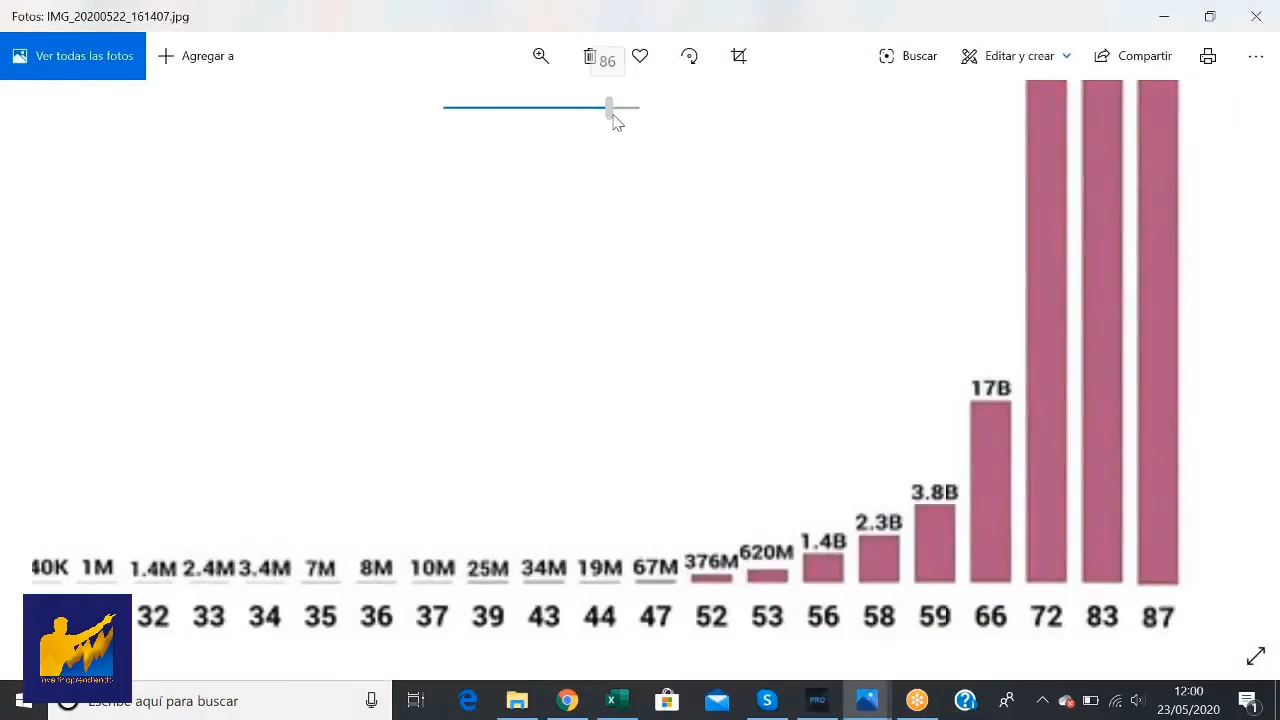 Fotos: IMG_20200522_161407.jpg
Ver todas las fotos
Agregar a
86
Buscar
Editar y crear
Compartir
17B
3.8B
2.3B
1.4B
620M
376M
40K 1M 1.4M 2.4M 3.4M 7M 8M 10M 25M 34M 19M 67M
32 33 34 35 36 37 39 43 44 47 52 53 56 58 59 66 72 83 87
invertiraprendiendo
Escribe aquí para buscar
PRO
12:00
23/05/2020
1